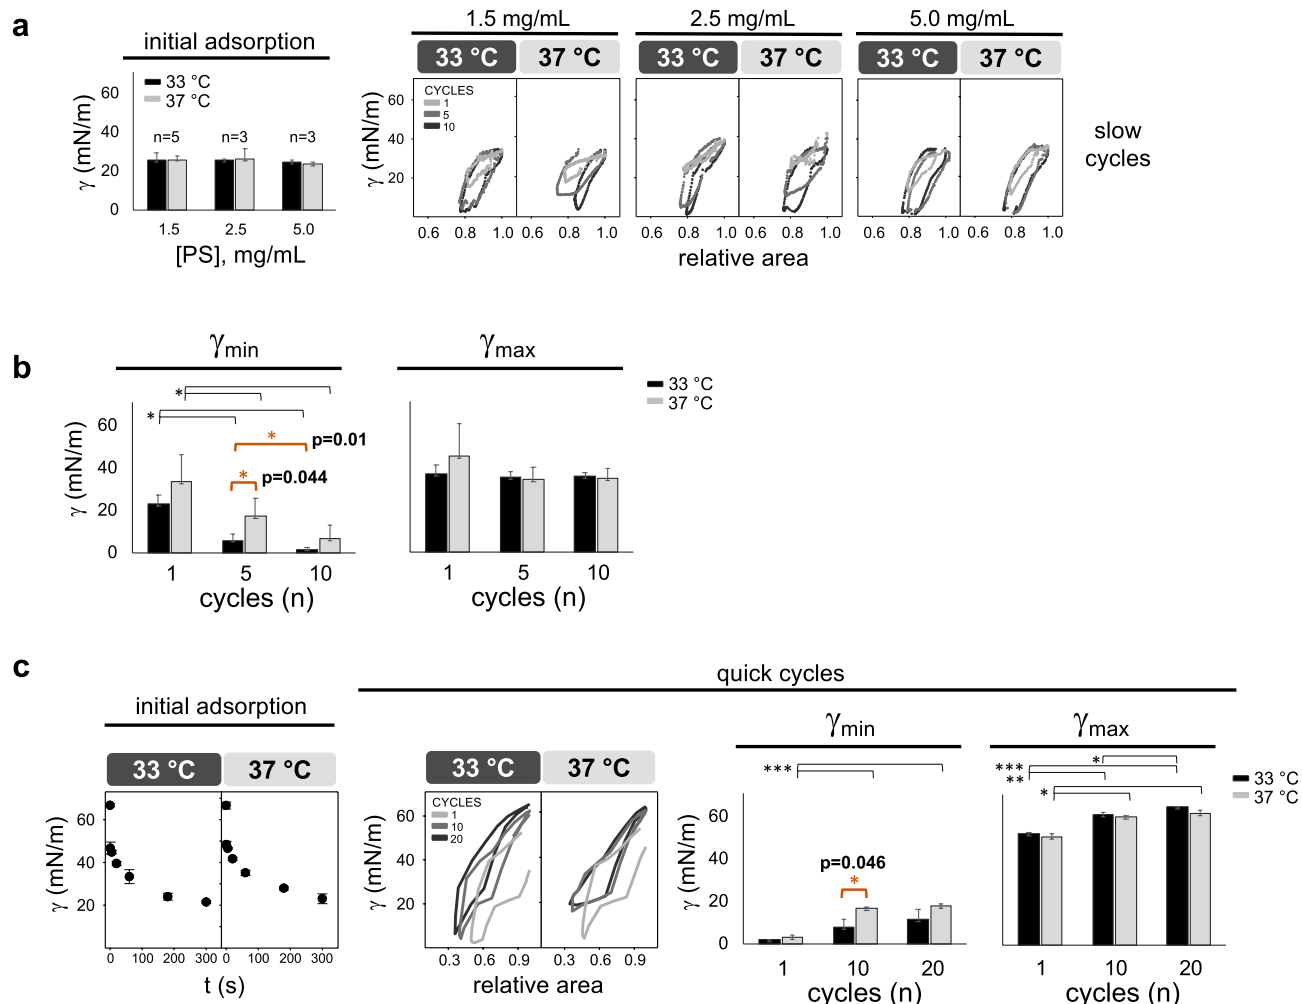 a
initial adsorption
33 °C
37 °C
γ (mN/m)
60
40
20
0
n=5
n=3
n=3
1.5
2.5
5.0
[PS], mg/mL
1.5 mg/mL
2.5 mg/mL
5.0 mg/mL
33 °C
37 °C
33 °C
37 °C
33 °C
37 °C
CYCLES
1
5
10
γ (mN/m)
60
40
20
0.6 0.8 1.0
0.6 0.8 1.0
0.6 0.8 1.0
0.6 0.8 1.0
0.6 0.8 1.0
0.6 0.8 1.0
relative area
slow
cycles
b
γmin
γ (mN/m)
60
40
20
0
*
*
* p=0.01
* p=0.044
1 5 10
cycles (n)
γmax
1 5 10
cycles (n)
33 °C
37 °C
c
initial adsorption
33 °C
37 °C
γ (mN/m)
60
40
20
0 100 200 300
0 100 200 300
t (s)
quick cycles
33 °C
37 °C
CYCLES
1
10
20
γ (mN/m)
60
40
20
0.3 0.6 0.9
0.3 0.6 0.9
relative area
γmin
***
γ (mN/m)
60
40
20
0
p=0.046
*
1 10 20
cycles (n)
γmax
*
***
**
*
1 10 20
cycles (n)
33 °C
37 °C